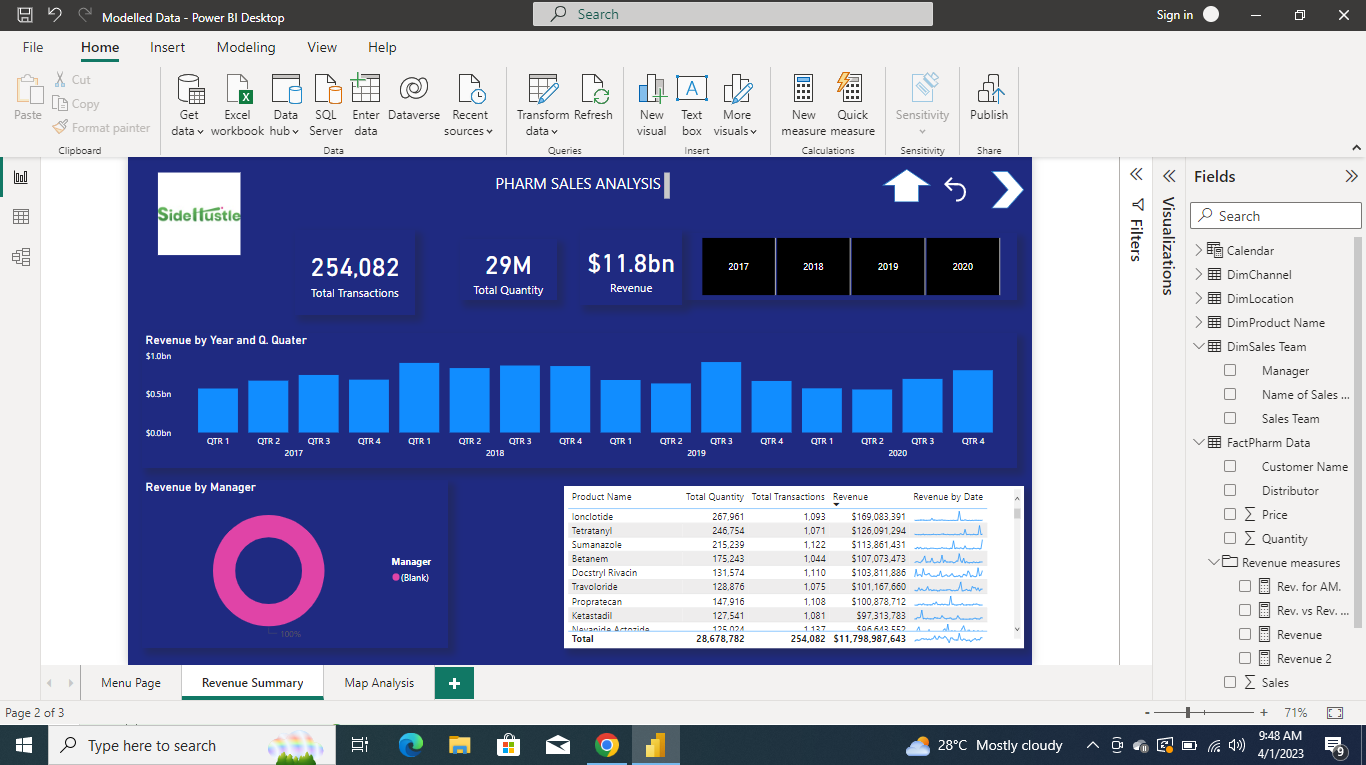 Modelled Data - Power BI Desktop
Search
Sign in
File Home Insert Modeling View Help
Paste
Cut
Copy
Format painter
Clipboard
Get data
Excel workbook
Data hub
SQL Server
Enter data
Dataverse
Recent sources
Data
Transform data
Refresh
Queries
New visual
Text box
More visuals
Insert
New measure
Quick measure
Calculations
Sensitivity
Sensitivity
Publish
Share
SideHustle
PHARM SALES ANALYSIS
254,082
Total Transactions
29M
Total Quantity
$11.8bn
Revenue
2017 2018 2019 2020
Revenue by Year and Q. Quater
$1.0bn
$0.5bn
$0.0bn
QTR 1 QTR 2 QTR 3 QTR 4 QTR 1 QTR 2 QTR 3 QTR 4 QTR 1 QTR 2 QTR 3 QTR 4 QTR 1 QTR 2 QTR 3 QTR 4
2017 2018 2019 2020
Revenue by Manager
Manager
(Blank)
100%
Product Name Total Quantity Total Transactions Revenue Revenue by Date
Ionclotide 267,961 1,093 $169,083,391
Tetratanyl 246,754 1,071 $126,091,294
Sumanazole 215,239 1,122 $113,861,431
Betanem 175,243 1,044 $107,073,473
Docstryl Rivacin 131,574 1,110 $103,811,886
Travoloride 128,876 1,075 $101,167,660
Propratecan 147,916 1,108 $100,878,712
Ketastadil 127,541 1,081 $97,313,783
Navanide Actozide 125,024 1,137 $96,643,552
Total 28,678,782 254,082 $11,798,987,643
Filters
Visualizations
Fields
Search
Calendar
DimChannel
DimLocation
DimProduct Name
DimSales Team
Manager
Name of Sales ...
Sales Team
FactPharm Data
Customer Name
Distributor
Price
Quantity
Revenue measures
Rev. for AM.
Rev. vs Rev. ...
Revenue
Revenue 2
Sales
Menu Page
Revenue Summary
Map Analysis
Page 2 of 3
71%
Type here to search
28°C Mostly cloudy
9:48 AM
4/1/2023
9